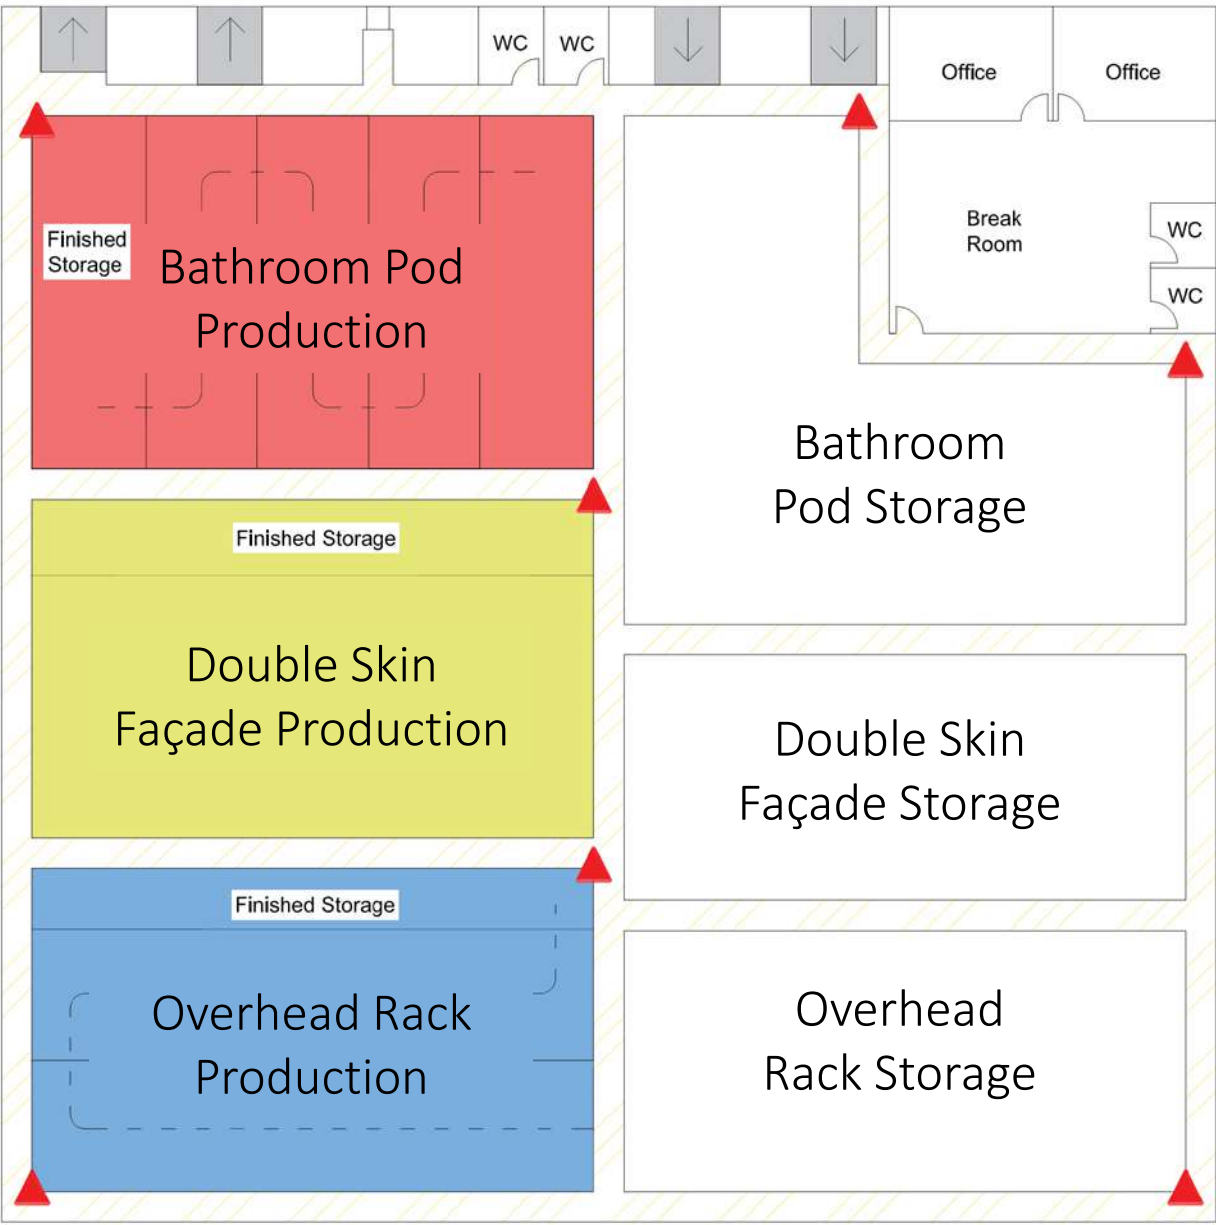 WC
WC
Office
Office
Break
Room
WC
WC
Finished
Storage
Bathroom Pod
Production
Bathroom
Pod Storage
Finished Storage
Double Skin
Façade Production
Double Skin
Façade Storage
Finished Storage
Overhead Rack
Production
Overhead
Rack Storage